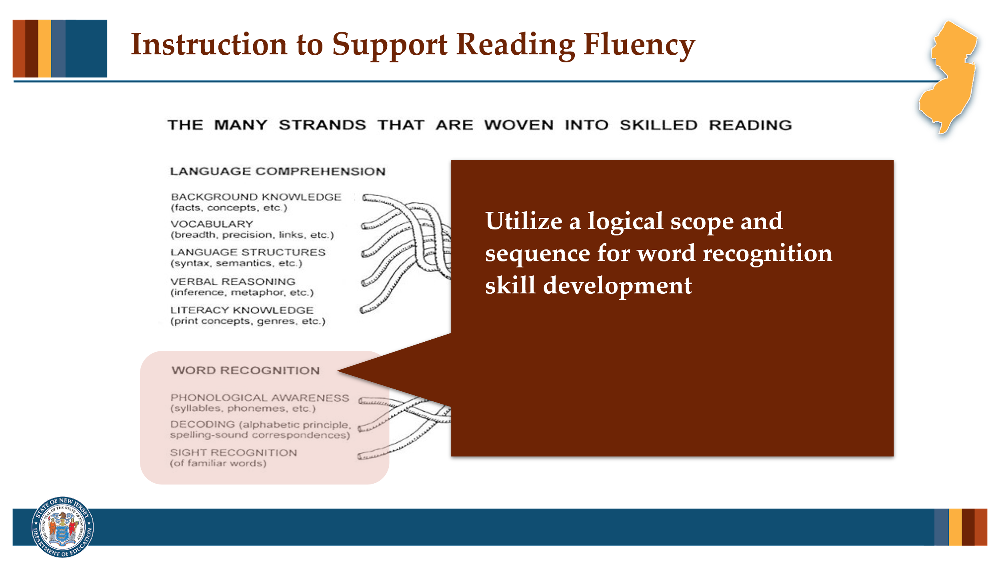 Instruction to Support Reading Fluency
THE MANY STRANDS THAT ARE WOVEN INTO SKILLED READING
LANGUAGE COMPREHENSION
BACKGROUND KNOWLEDGE
(facts, concepts, etc.)
VOCABULARY
(breadth, precision, links, etc.)
LANGUAGE STRUCTURES
(syntax, semantics, etc.)
VERBAL REASONING
(inference, metaphor, etc.)
LITERACY KNOWLEDGE
(print concepts, genres, etc.)
WORD RECOGNITION
PHONOLOGICAL AWARENESS
(syllables, phonemes, etc.)
DECODING (alphabetic principle,
spelling-sound correspondences)
SIGHT RECOGNITION
(of familiar words)
Utilize a logical scope and
sequence for word recognition
skill development
STATE OF NEW JERSEY
DEPARTMENT OF EDUCATION
THE GREAT SEAL OF THE STATE OF NEW JERSEY